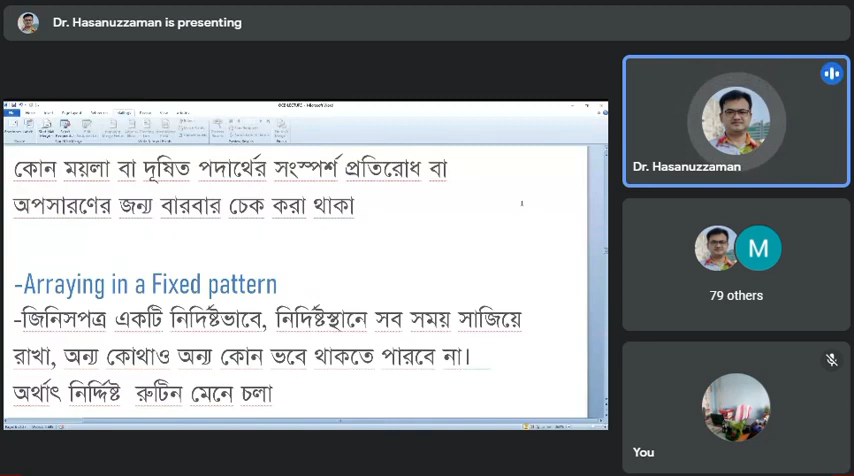 Dr. Hasanuzzaman is presenting
কোন ময়লা বা দূষিত পদার্থের সংস্পর্শ প্রতিরোধ বা
অপসারণের জন্য বারবার চেক করা থাকা
-Arraying in a Fixed pattern
-জিনিসপত্র একটি নির্দিষ্টভাবে, নির্দিষ্টস্থানে সব সময় সাজিয়ে
রাখা, অন্য কোথাও অন্য কোন ভবে থাকতে পারবে না।
অর্থাৎ নির্দ্দিষ্ট রুটিন মেনে চলা
Dr. Hasanuzzaman
M
79 others
You